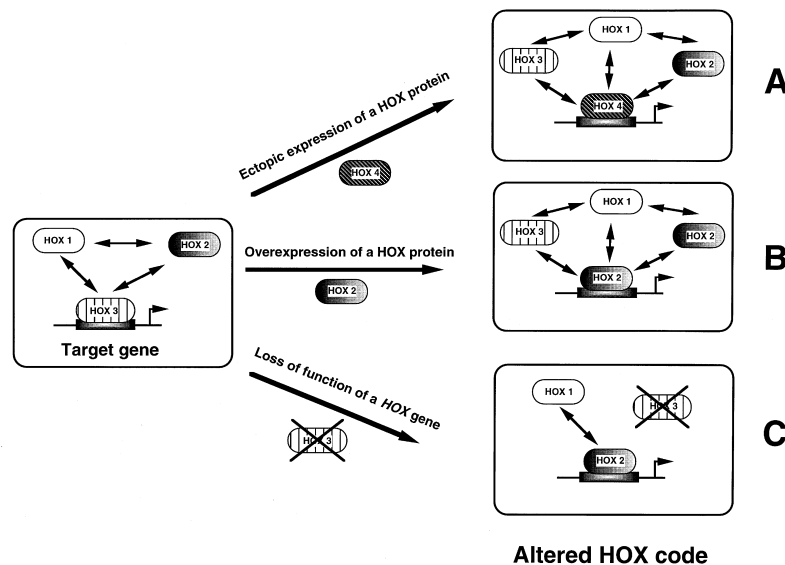 HOX 1
HOX 2
HOX 3
Target gene
Ectopic expression of a HOX protein
HOX 4
Overexpression of a HOX protein
HOX 2
Loss of function of a HOX gene
HOX 3
HOX 1
HOX 3
HOX 2
HOX 4
A
HOX 1
HOX 3
HOX 2
HOX 2
B
HOX 1
HOX 3
HOX 2
C
Altered HOX code